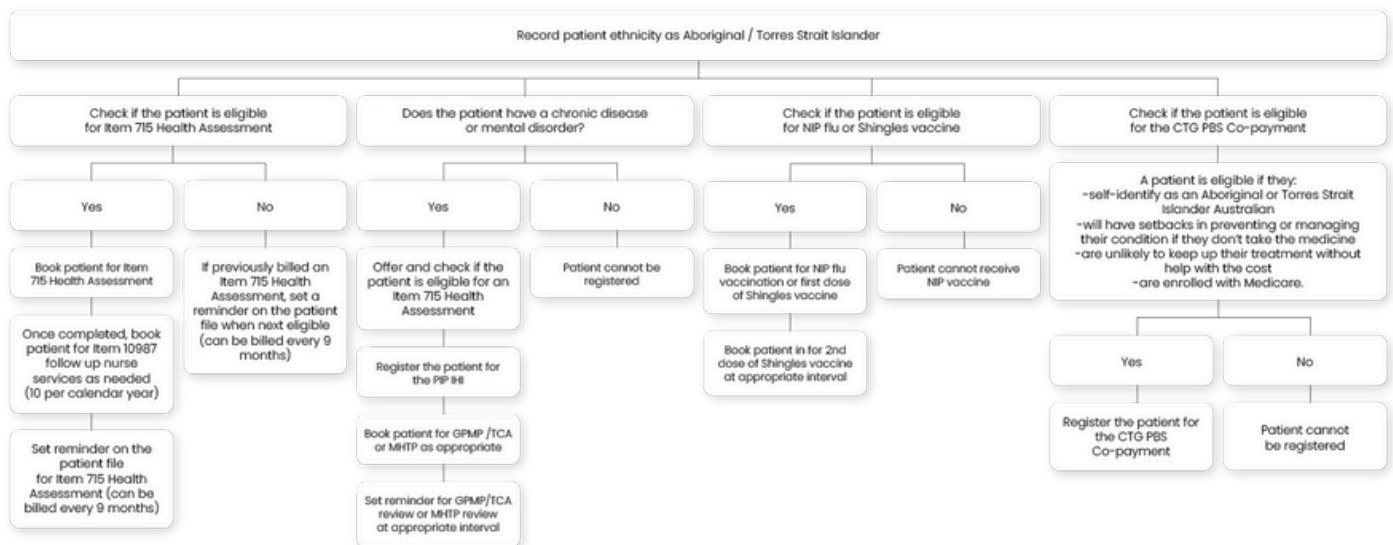 Record patient ethnicity as Aboriginal / Torres Strait Islander
Check if the patient is eligible
for Item 715 Health Assessment
Yes
Book patient for Item
715 Health Assessment
Once completed, book
patient for Item 10987
follow up nurse
services as needed
(10 per calendar year)
Set reminder on the
patient file
for Item 715 Health
Assessment (can be
billed every 9 months)
No
If previously billed an
Item 715 Health
Assessment, set a
reminder on the patient
file when next eligible
(can be billed every 9
months)
Does the patient have a chronic disease
or mental disorder?
Yes
Offer and check if the
patient is eligible for an
Item 715 Health
Assessment
Register the patient for
the PIP IHI
Book patient for GPMP /TCA
or MHTP as appropriate
Set reminder for GPMP/TCA
review or MHTP review
at appropriate interval
No
Patient cannot be
registered
Check if the patient is eligible
for NIP flu or Shingles vaccine
Yes
Book patient for NIP flu
vaccination or first dose
of Shingles vaccine
Book patient in for 2nd
dose of Shingles vaccine
at appropriate interval
No
Patient cannot receive
NIP vaccine
Check if the patient is eligible
for the CTG PBS Co-payment
A patient is eligible if they:
-self-identify as an Aboriginal or Torres Strait
Islander Australian
-will have setbacks in preventing or managing
their condition if they don't take the medicine
-are unlikely to keep up their treatment without
help with the cost
-are enrolled with Medicare.
Yes
Register the patient for
the CTG PBS
Co-payment
No
Patient cannot
be registered